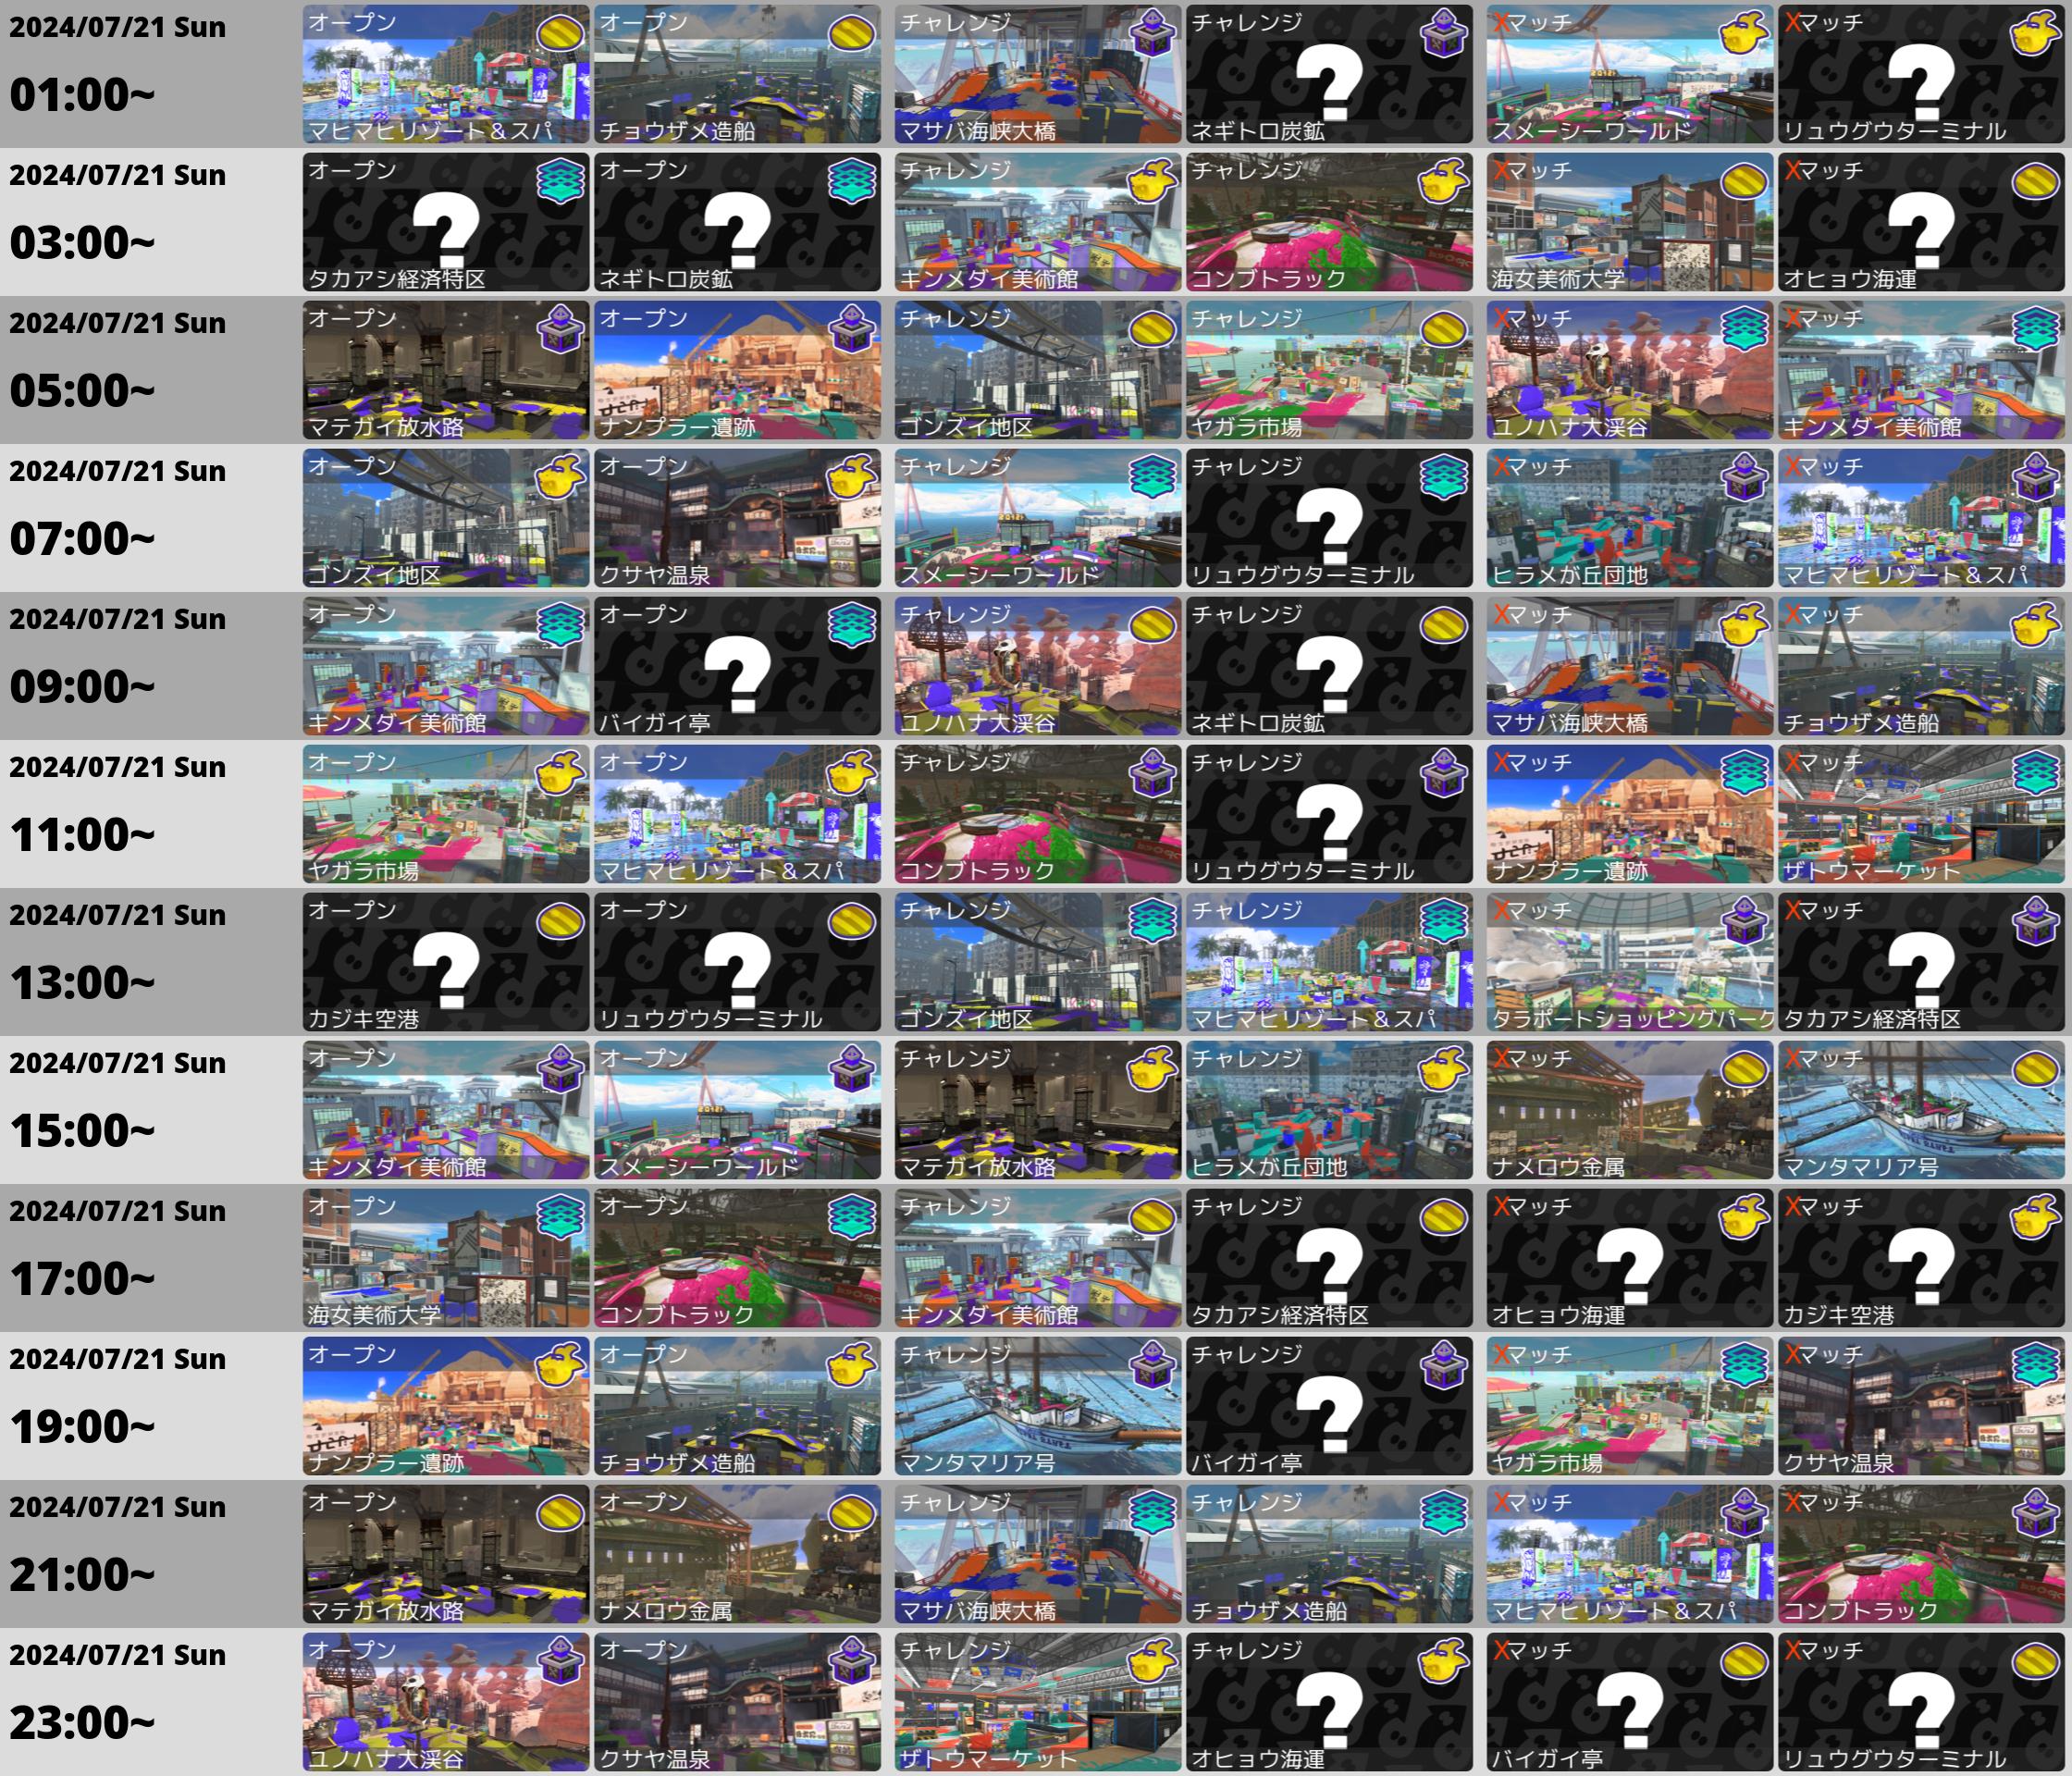 2024/07/21 Sun
01:00~
オープン
マヒマヒリゾート＆スパ
オープン
チョウザメ造船
チャレンジ
マサバ海峡大橋
チャレンジ
ネギトロ炭鉱
Xマッチ
スメーシーワールド
Xマッチ
リュウグウターミナル
2024/07/21 Sun
03:00~
オープン
タカアシ経済特区
オープン
ネギトロ炭鉱
チャレンジ
キンメダイ美術館
チャレンジ
コンブトラック
Xマッチ
海女美術大学
Xマッチ
オヒョウ海運
2024/07/21 Sun
05:00~
オープン
マテガイ放水路
オープン
ナンプラー遺跡
チャレンジ
ゴンズイ地区
チャレンジ
ヤガラ市場
Xマッチ
ユノハナ大渓谷
Xマッチ
キンメダイ美術館
2024/07/21 Sun
07:00~
オープン
ゴンズイ地区
オープン
クサヤ温泉
チャレンジ
スメーシーワールド
チャレンジ
リュウグウターミナル
Xマッチ
ヒラメが丘団地
Xマッチ
マヒマヒリゾート＆スパ
2024/07/21 Sun
09:00~
オープン
キンメダイ美術館
オープン
バイガイ亭
チャレンジ
ユノハナ大渓谷
チャレンジ
ネギトロ炭鉱
Xマッチ
マサバ海峡大橋
Xマッチ
チョウザメ造船
2024/07/21 Sun
11:00~
オープン
ヤガラ市場
オープン
マヒマヒリゾート＆スパ
チャレンジ
コンブトラック
チャレンジ
リュウグウターミナル
Xマッチ
ナンプラー遺跡
Xマッチ
ザトウマーケット
2024/07/21 Sun
13:00~
オープン
カジキ空港
オープン
リュウグウターミナル
チャレンジ
ゴンズイ地区
チャレンジ
マヒマヒリゾート＆スパ
Xマッチ
タラポートショッピングパーク
Xマッチ
タカアシ経済特区
2024/07/21 Sun
15:00~
オープン
キンメダイ美術館
オープン
スメーシーワールド
チャレンジ
マテガイ放水路
チャレンジ
ヒラメが丘団地
Xマッチ
ナメロウ金属
Xマッチ
マンタマリア号
2024/07/21 Sun
17:00~
オープン
海女美術大学
オープン
コンブトラック
チャレンジ
キンメダイ美術館
チャレンジ
タカアシ経済特区
Xマッチ
オヒョウ海運
Xマッチ
カジキ空港
2024/07/21 Sun
19:00~
オープン
ナンプラー遺跡
オープン
チョウザメ造船
チャレンジ
マンタマリア号
チャレンジ
バイガイ亭
Xマッチ
ヤガラ市場
Xマッチ
クサヤ温泉
2024/07/21 Sun
21:00~
オープン
マテガイ放水路
オープン
ナメロウ金属
チャレンジ
マサバ海峡大橋
チャレンジ
チョウザメ造船
Xマッチ
マヒマヒリゾート＆スパ
Xマッチ
コンブトラック
2024/07/21 Sun
23:00~
オープン
ユノハナ大渓谷
オープン
クサヤ温泉
チャレンジ
ザトウマーケット
チャレンジ
オヒョウ海運
Xマッチ
バイガイ亭
Xマッチ
リュウグウターミナル